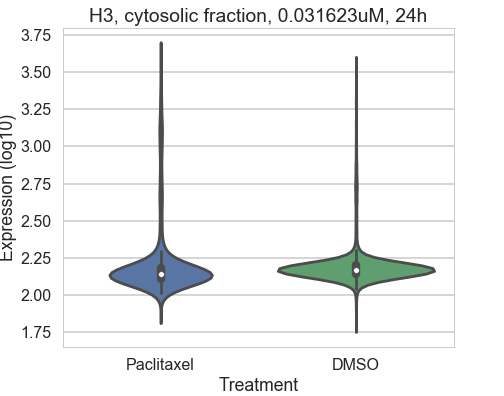 H3, cytosolic fraction, 0.031623uM, 24h
3.75
3.50
3.25
3.00
2.75
2.50
2.25
2.00
1.75
Expression (log10)
Paclitaxel DMSO
Treatment